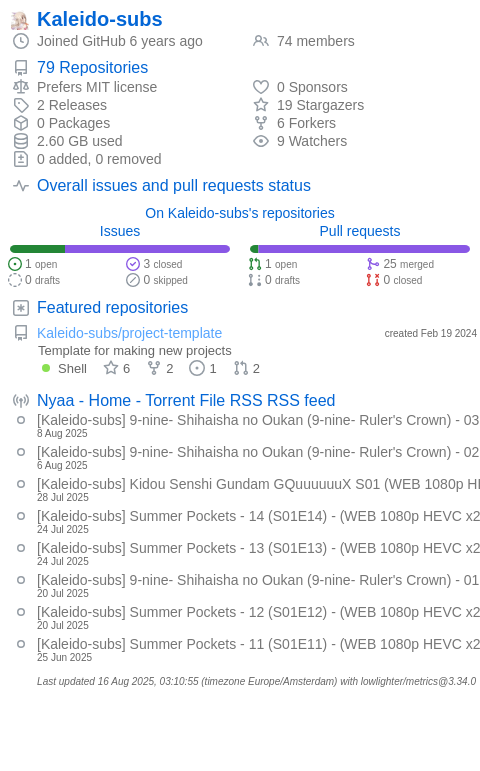 Kaleido-subs
Joined GitHub 6 years ago
74 members
79 Repositories
Prefers MIT license
0 Sponsors
2 Releases
19 Stargazers
0 Packages
6 Forkers
2.60 GB used
9 Watchers
0 added, 0 removed
Overall issues and pull requests status
On Kaleido-subs's repositories
Issues
Pull requests
1 open
3 closed
1 open
25 merged
0 drafts
0 skipped
0 drafts
0 closed
Featured repositories
Kaleido-subs/project-template
created Feb 19 2024
Template for making new projects
Shell 6 2 1 2
Nyaa - Home - Torrent File RSS RSS feed
[Kaleido-subs] 9-nine- Shihaisha no Oukan (9-nine- Ruler's Crown) - 03
8 Aug 2025
[Kaleido-subs] 9-nine- Shihaisha no Oukan (9-nine- Ruler's Crown) - 02
6 Aug 2025
[Kaleido-subs] Kidou Senshi Gundam GQuuuuuuX S01 (WEB 1080p HE
28 Jul 2025
[Kaleido-subs] Summer Pockets - 14 (S01E14) - (WEB 1080p HEVC x2
24 Jul 2025
[Kaleido-subs] Summer Pockets - 13 (S01E13) - (WEB 1080p HEVC x2
24 Jul 2025
[Kaleido-subs] 9-nine- Shihaisha no Oukan (9-nine- Ruler's Crown) - 01
20 Jul 2025
[Kaleido-subs] Summer Pockets - 12 (S01E12) - (WEB 1080p HEVC x2
20 Jul 2025
[Kaleido-subs] Summer Pockets - 11 (S01E11) - (WEB 1080p HEVC x2
25 Jun 2025
Last updated 16 Aug 2025, 03:10:55 (timezone Europe/Amsterdam) with lowlighter/metrics@3.34.0